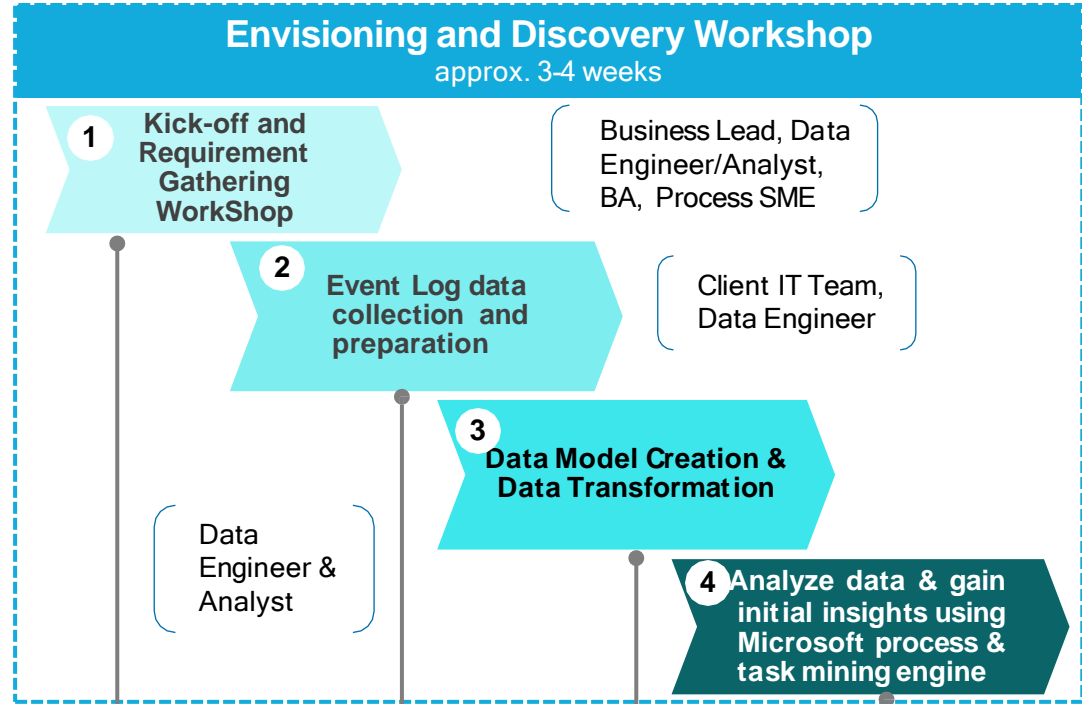 Envisioning and Discovery Workshop
approx. 3-4 weeks
1
Kick-off and
Requirement
Gathering
WorkShop
Business Lead, Data
Engineer/Analyst,
BA, Process SME
2
Event Log data
collection and
preparation
Client IT Team,
Data Engineer
3
Data Model Creation &
Data Transformation
Data
Engineer &
Analyst
4
Analyze data & gain
initial insights using
Microsoft process &
task mining engine